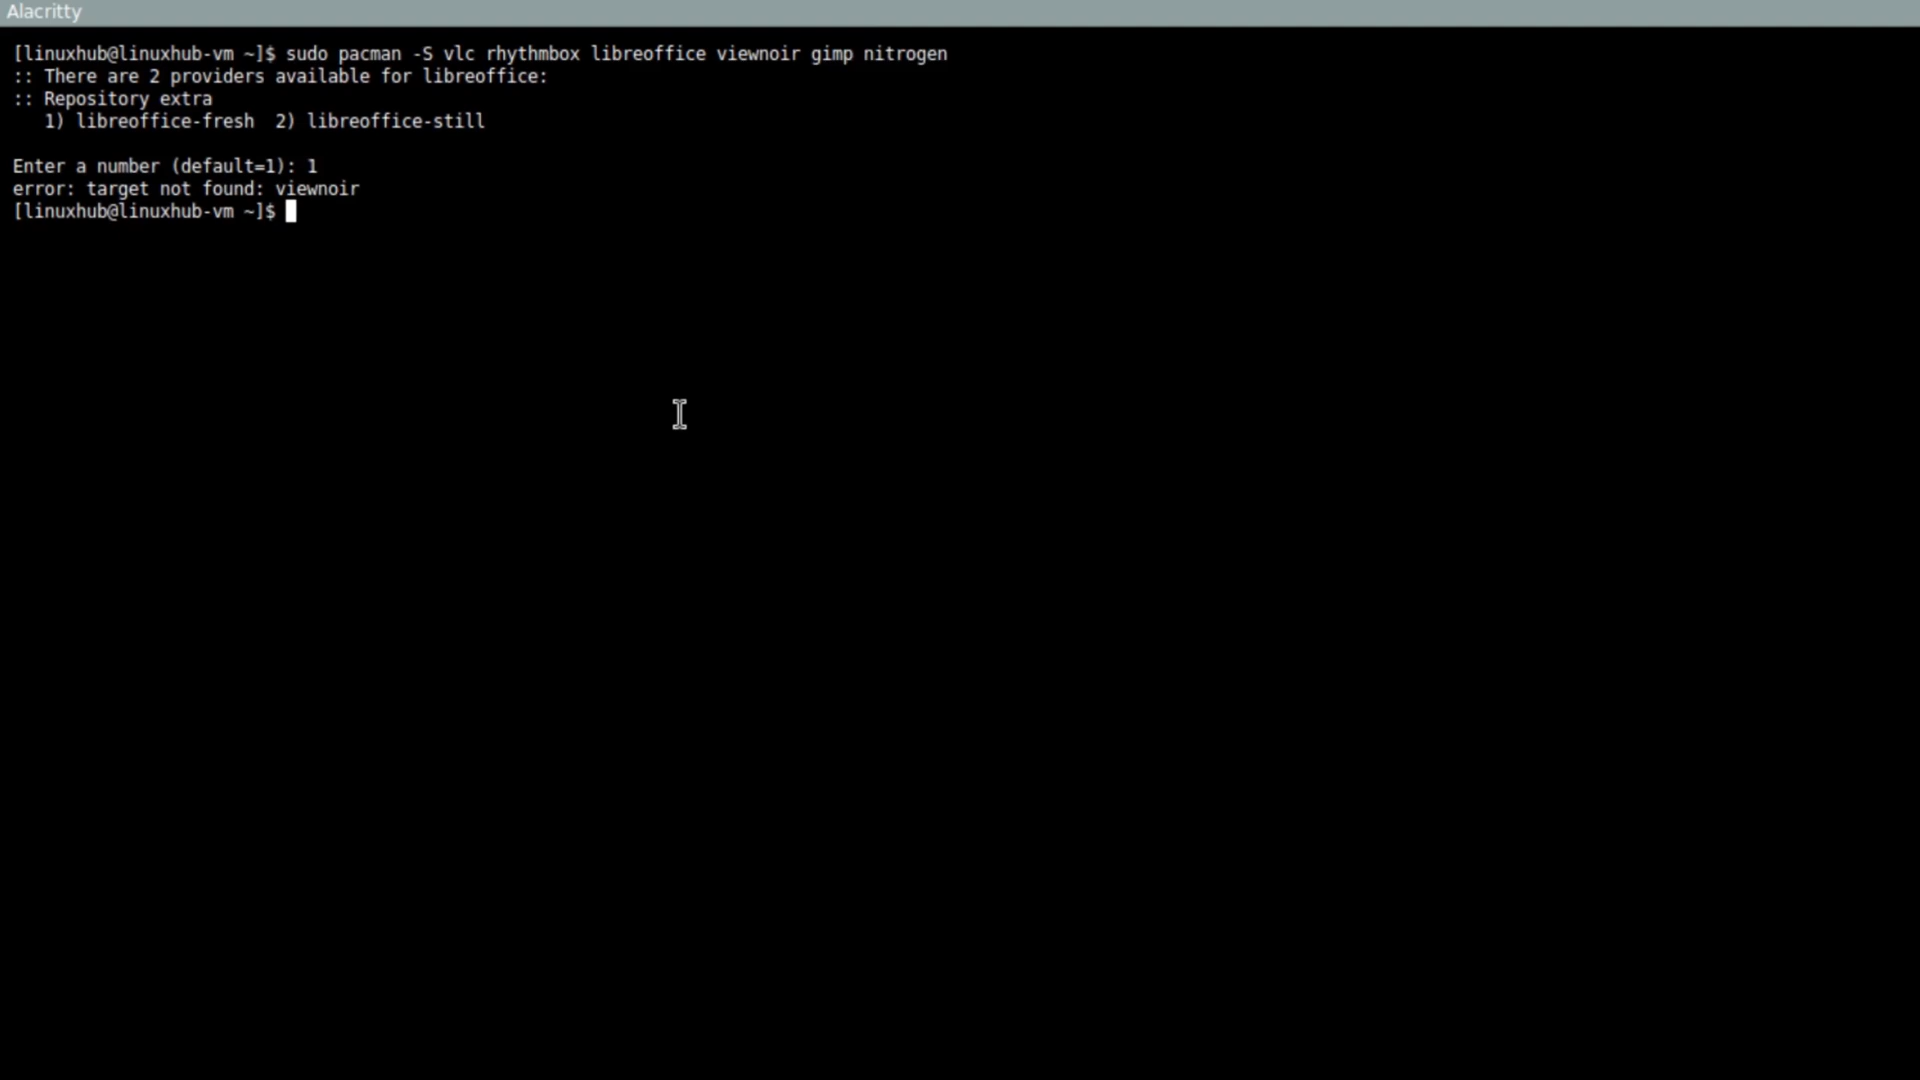 Alacritty
[linuxhub@linuxhub-vm ~]$ sudo pacman -S vlc rhythmbox libreoffice viewnoir gimp nitrogen
:: There are 2 providers available for libreoffice:
:: Repository extra
   1) libreoffice-fresh  2) libreoffice-still
Enter a number (default=1): 1
error: target not found: viewnoir
[linuxhub@linuxhub-vm ~]$